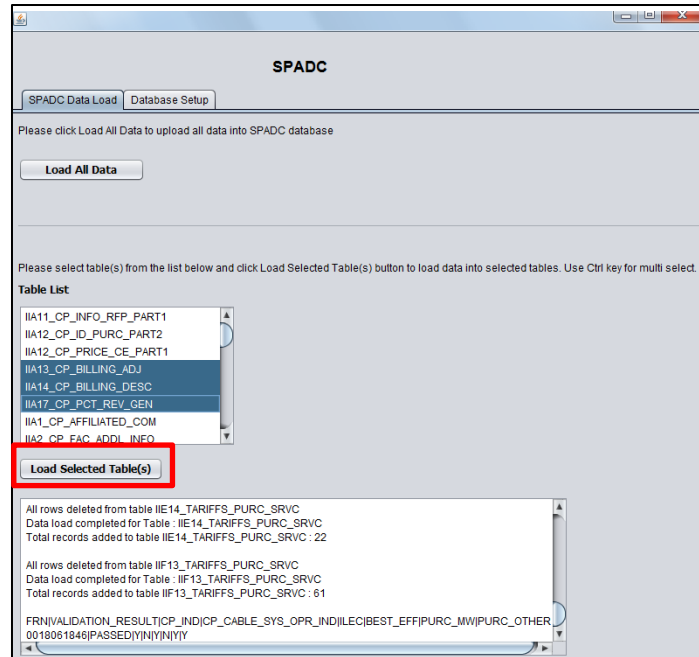 SPADC
SPADC Data Load
Database Setup
Please click Load All Data to upload all data into SPADC database
Load All Data
Please select table(s) from the list below and click Load Selected Table(s) button to load data into selected tables. Use Ctrl key for multi select.
Table List
IIA11_CP_INFO_RFP_PART1
IIA12_CP_ID_PURC_PART2
IIA12_CP_PRICE_CE_PART1
IIA13_CP_BILLING_ADJ
IIA14_CP_BILLING_DESC
IIA17_CP_PCT_REV_GEN
IIA1_CP_AFFILIATED_COM
IIA2_CP_FAC_ADDL_INFO
Load Selected Table(s)
All rows deleted from table IIE14_TARIFFS_PURC_SRVC
Data load completed for Table : IIE14_TARIFFS_PURC_SRVC
Total records added to table IIE14_TARIFFS_PURC_SRVC : 22
All rows deleted from table IIF13_TARIFFS_PURC_SRVC
Data load completed for Table : IIF13_TARIFFS_PURC_SRVC
Total records added to table IIF13_TARIFFS_PURC_SRVC : 61
FRN|VALIDATION_RESULT|CP_IND|CP_CABLE_SYS_OPR_IND|ILEC|BEST_EFF|PURC_MW|PURC_OTHER
0018061846|PASSED|Y|N|Y|N|Y|Y